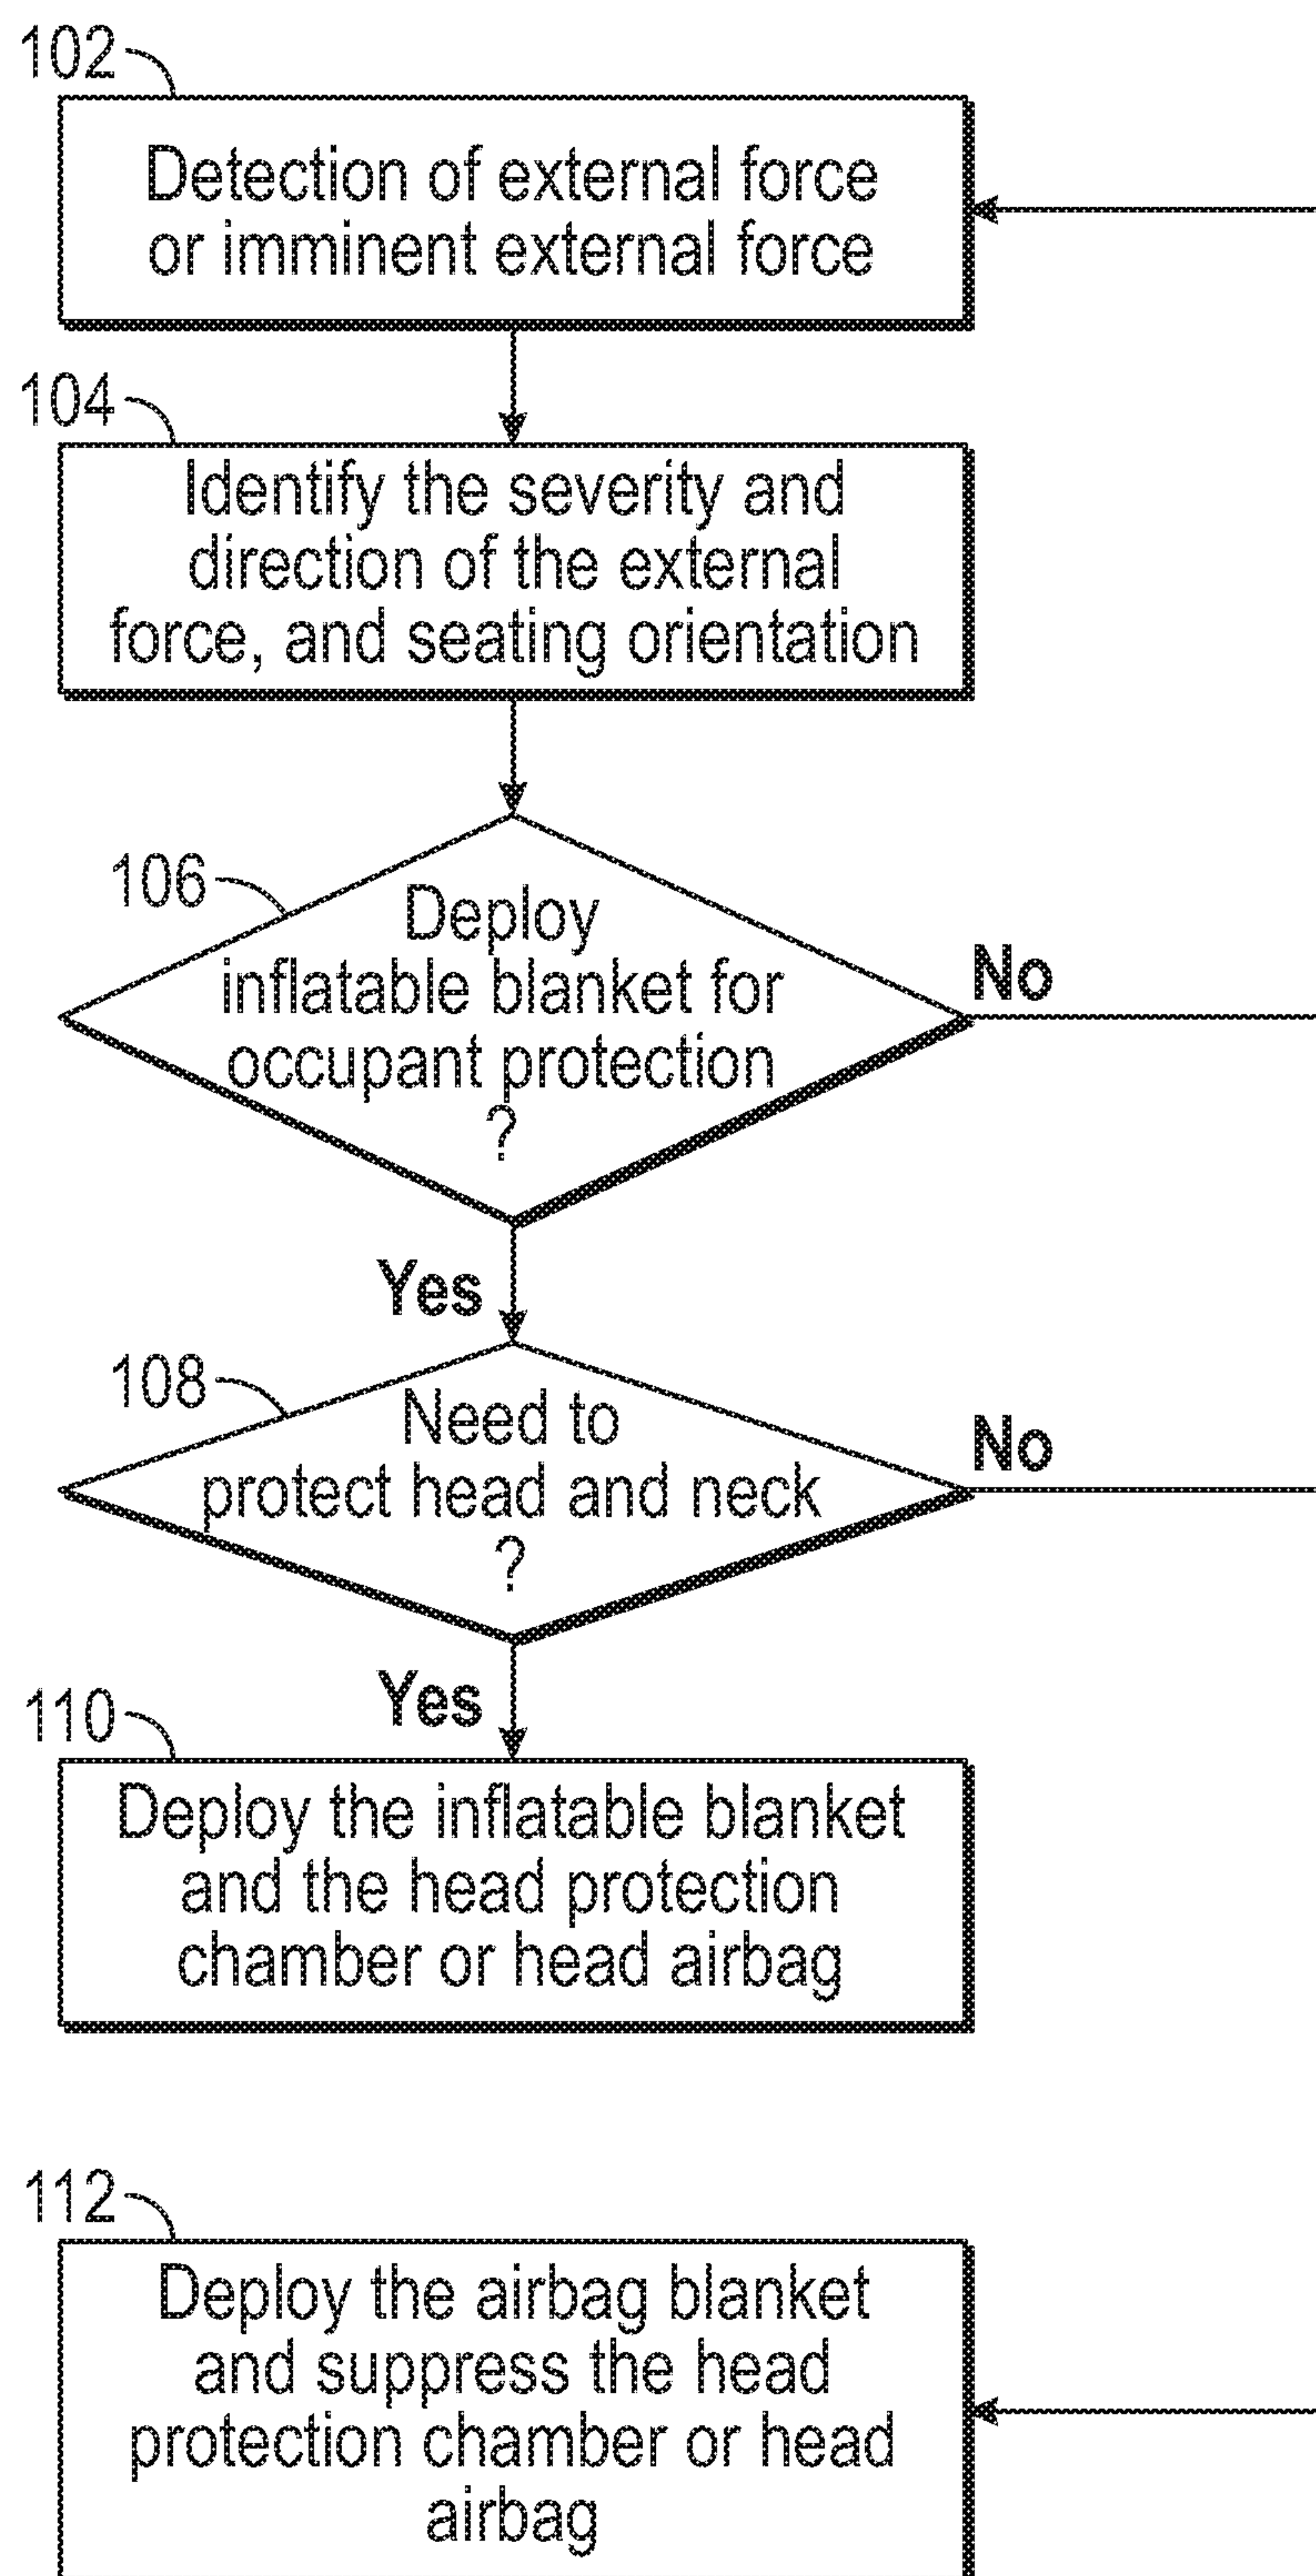 102
Detection of external force
or imminent external force
104
Identify the severity and
direction of the external
force, and seating orientation
106
Deploy
inflatable blanket for
occupant protection
?
No
Yes
108
Need to
protect head and neck
?
No
Yes
110
Deploy the inflatable blanket
and the head protection
chamber or head airbag
112
Deploy the airbag blanket
and suppress the head
protection chamber or head
airbag